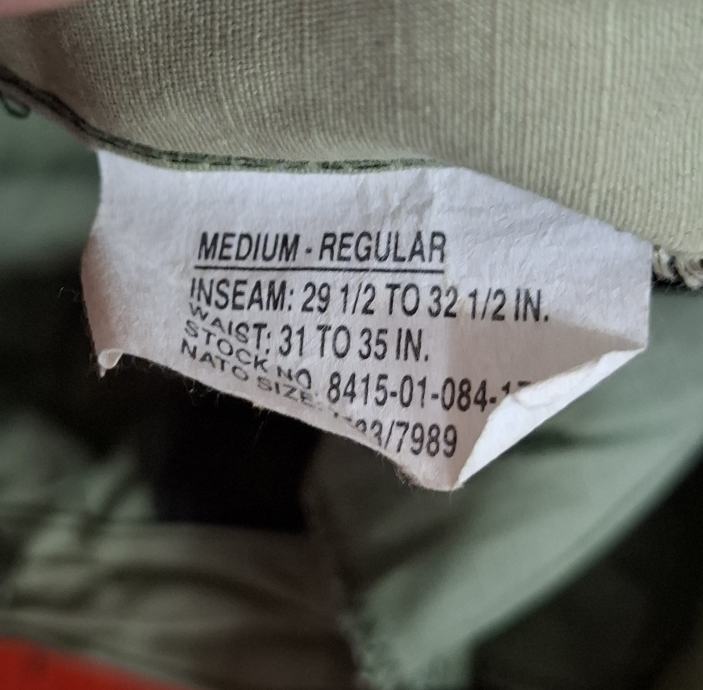 MEDIUM - REGULAR
INSEAM: 29 1/2 TO 32 1/2 IN.
WAIST: 31 TO 35 IN.
STOCK NO. 8415-01-084-
NATO SIZE: /7989